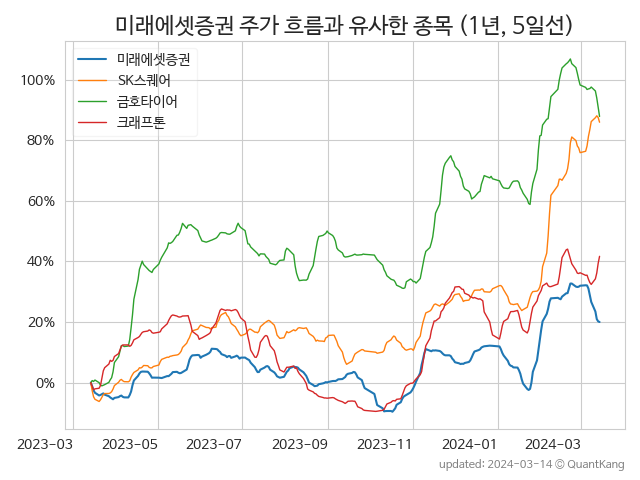 미래에셋증권 주가 흐름과 유사한 종목 (1년, 5일선)
미래에셋증권
SK스퀘어
금호타이어
크래프톤
100%
80%
60%
40%
20%
0%
2023-03 2023-05 2023-07 2023-09 2023-11 2024-01 2024-03
updated: 2024-03-14 © QuantKang